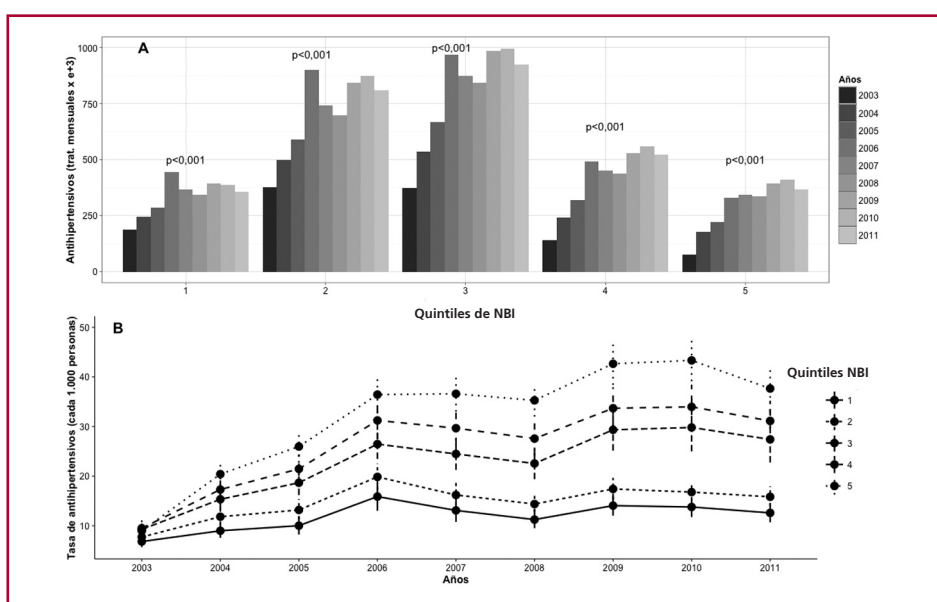 A
Antihipertensivos (trat. mensuales x e+3)
1000
750
500
250
0
p<0,001
p<0,001
p<0,001
p<0,001
p<0,001
1 2 3 4 5
Quintiles de NBI
Años
2003
2004
2005
2006
2007
2008
2009
2010
2011
B
Tasa de antihipertensivos (cada 1.000 personas)
50
40
30
20
10
2003 2004 2005 2006 2007 2008 2009 2010 2011
Años
Quintiles NBI
1
2
3
4
5